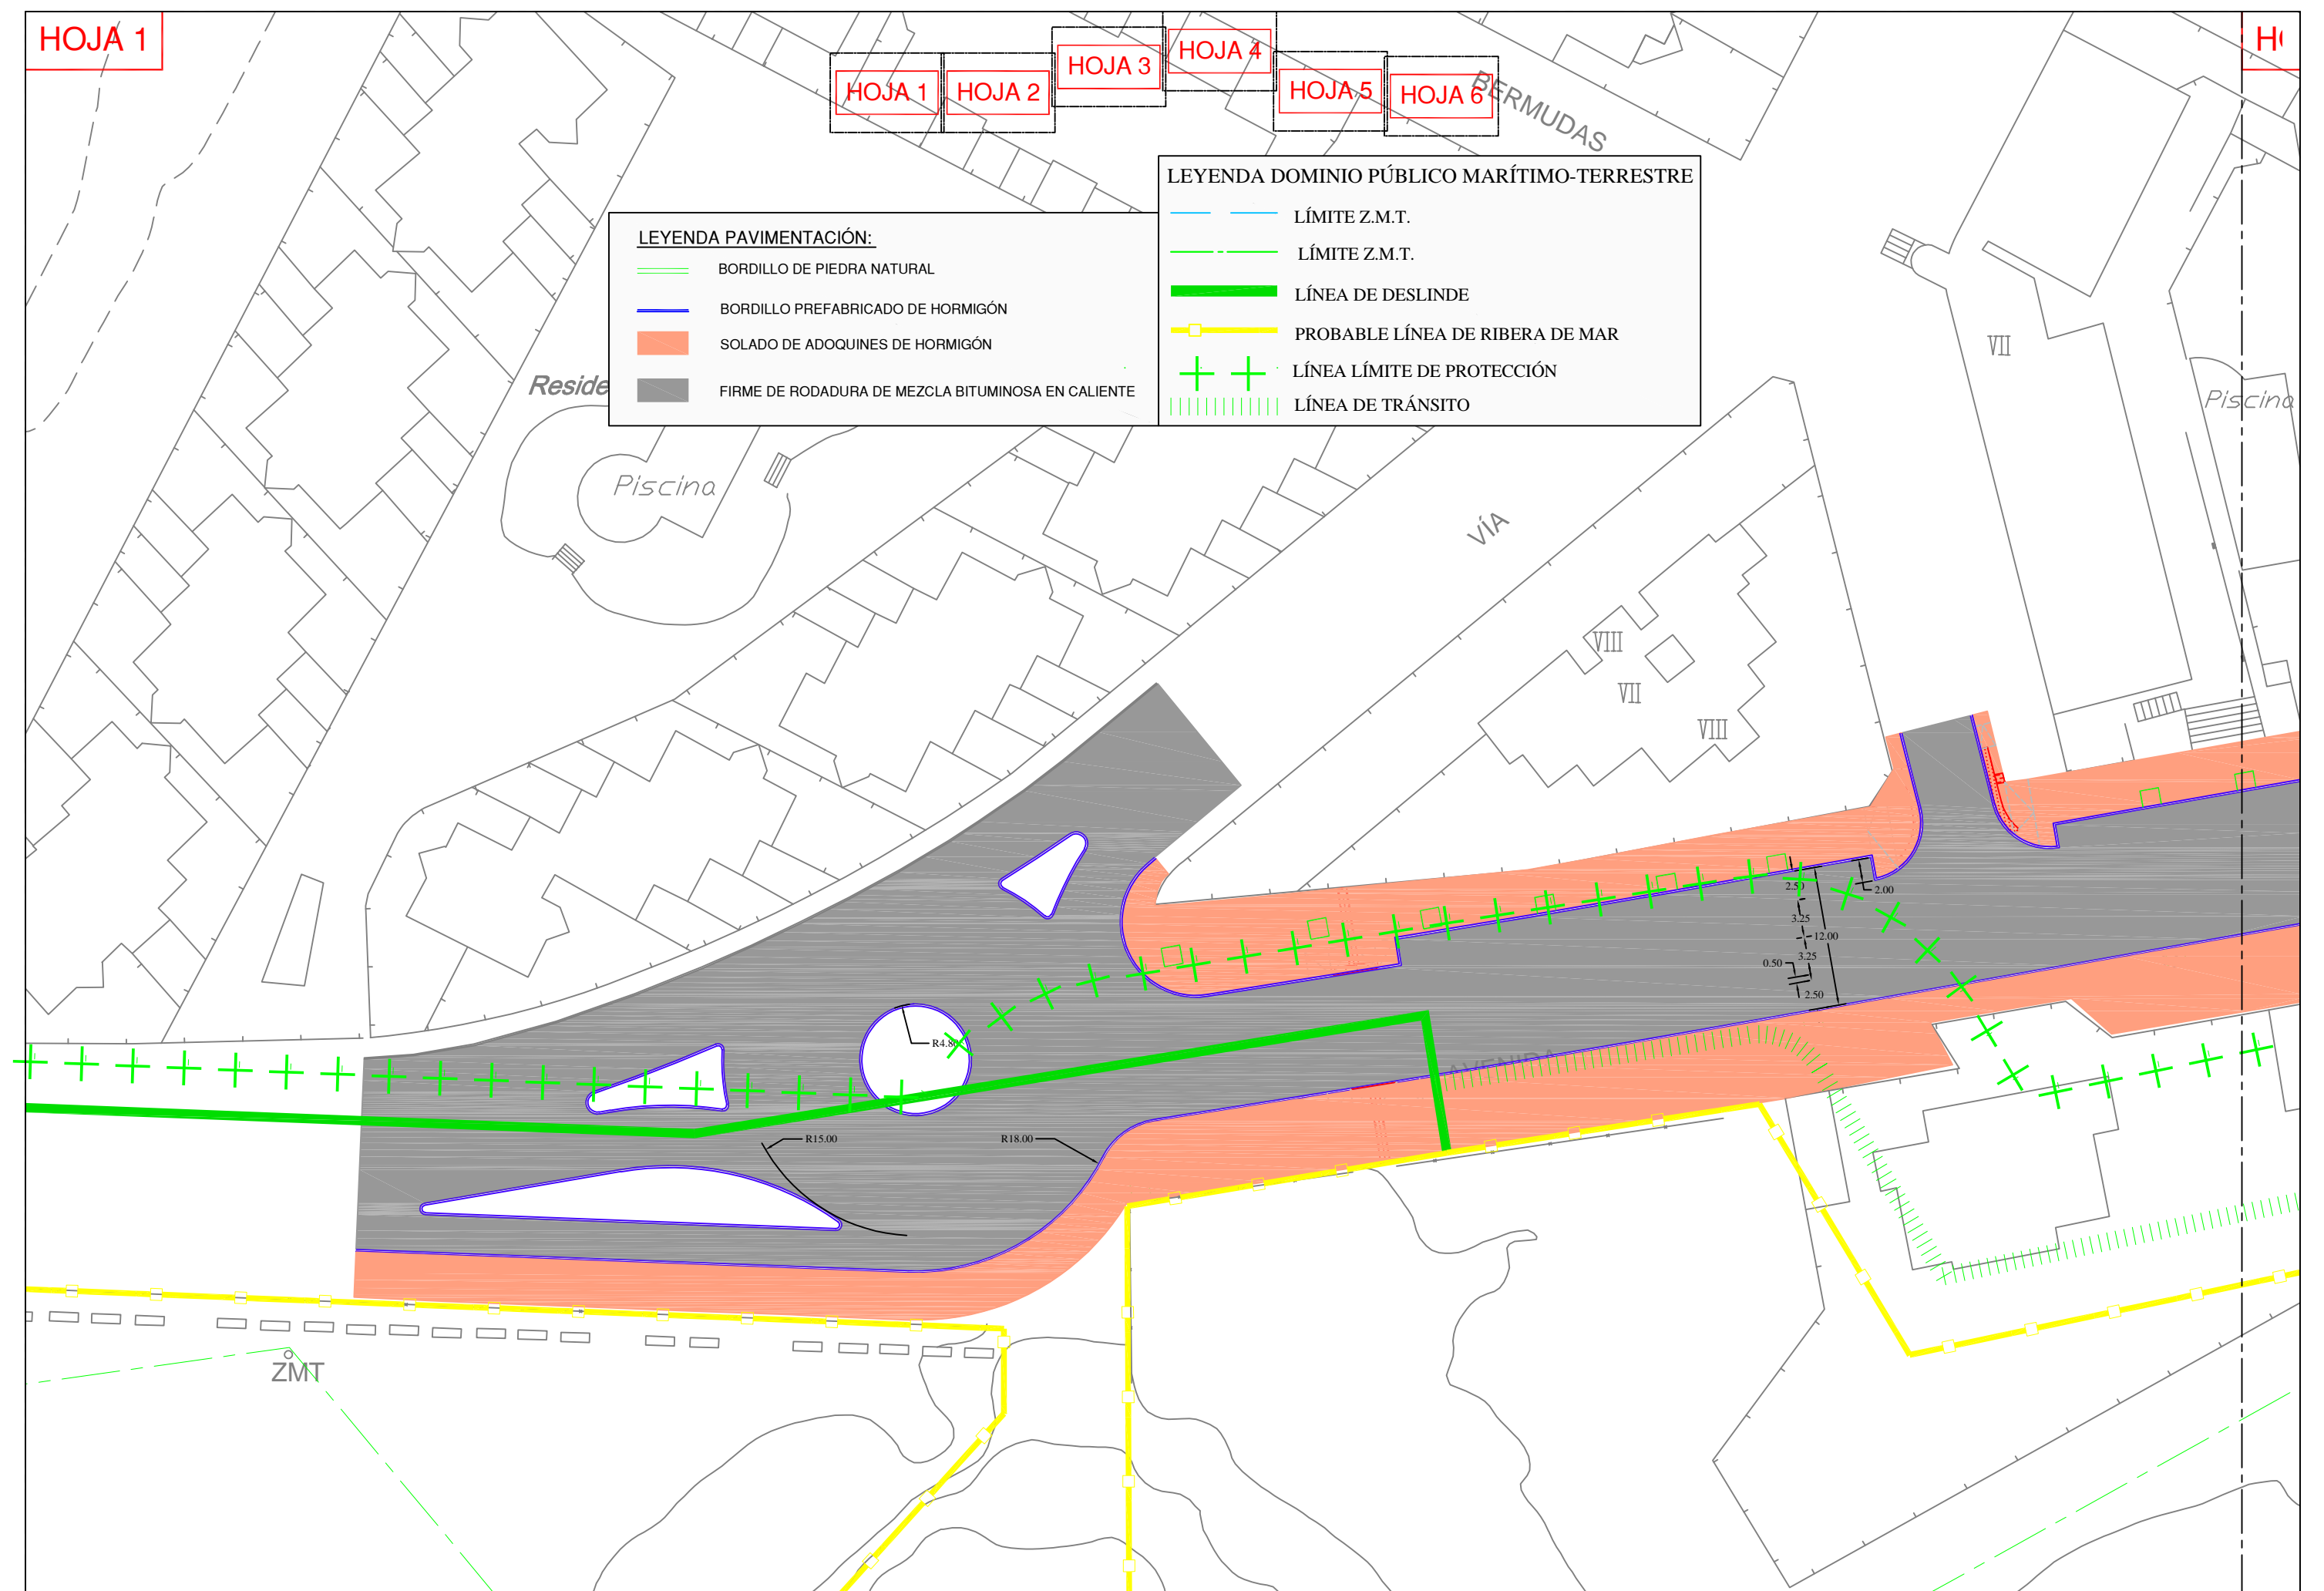 HOJA 1
HOJA 1
HOJA 2
HOJA 3
HOJA 4
HOJA 5
HOJA 6
BERMUDAS
LEYENDA PAVIMENTACIÓN:
BORDILLO DE PIEDRA NATURAL
BORDILLO PREFABRICADO DE HORMIGÓN
SOLADO DE ADOQUINES DE HORMIGÓN
FIRME DE RODADURA DE MEZCLA BITUMINOSA EN CALIENTE
LEYENDA DOMINIO PÚBLICO MARÍTIMO-TERRESTRE
LÍMITE Z.M.T.
LÍMITE Z.M.T.
LÍNEA DE DESLINDE
PROBABLE LÍNEA DE RIBERA DE MAR
LÍNEA LÍMITE DE PROTECCIÓN
LÍNEA DE TRÁNSITO
Reside
Piscina
VÍA
VII
Piscina
VIII
VII
VIII
2.50
2.00
3.25
12.00
3.25
0.50
2.50
R4.80
AVENIDA
R15.00
R18.00
ZMT